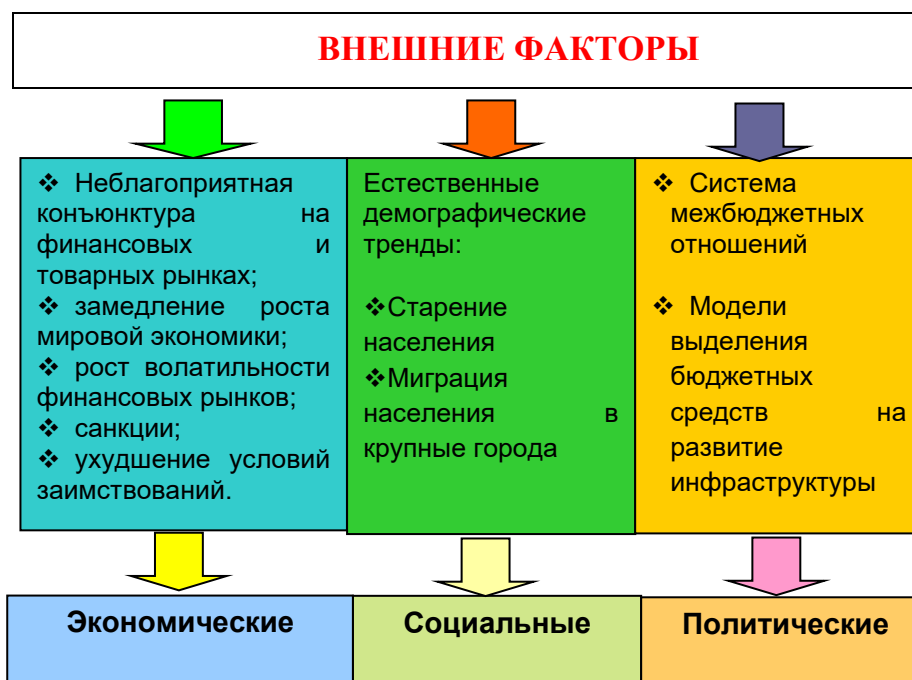 ВНЕШНИЕ ФАКТОРЫ
❖ Неблагоприятная
конъюнктура на
финансовых и
товарных рынках;
❖ замедление роста
мировой экономики;
❖ рост волатильности
финансовых рынков;
❖ санкции;
❖ ухудшение условий
заимствований.
Естественные
демографические
тренды:
❖Старение
населения
❖Миграция
населения в
крупные города
❖ Система
межбюджетных
отношений
❖ Модели
выделения
бюджетных
средств на
развитие
инфраструктуры
Экономические
Социальные
Политические